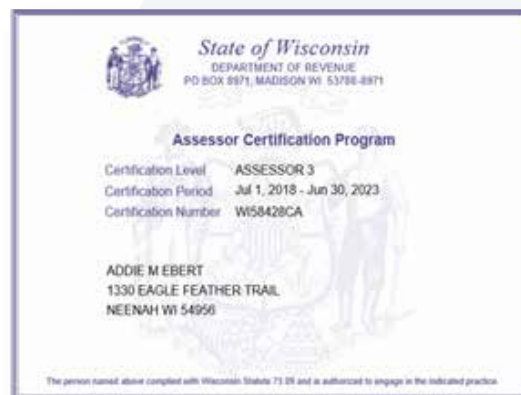 State of Wisconsin
DEPARTMENT OF REVENUE
PO BOX 8971, MADISON WI 53708-8971
Assessor Certification Program
Certification Level ASSESSOR 3
Certification Period Jul 1, 2018 - Jun 30, 2023
Certification Number WI58428CA
ADDIE M EBERT
1330 EAGLE FEATHER TRAIL
NEENAH WI 54956
The person named above complied with Wisconsin Statute 73.09 and is authorized to engage in the indicated practice.